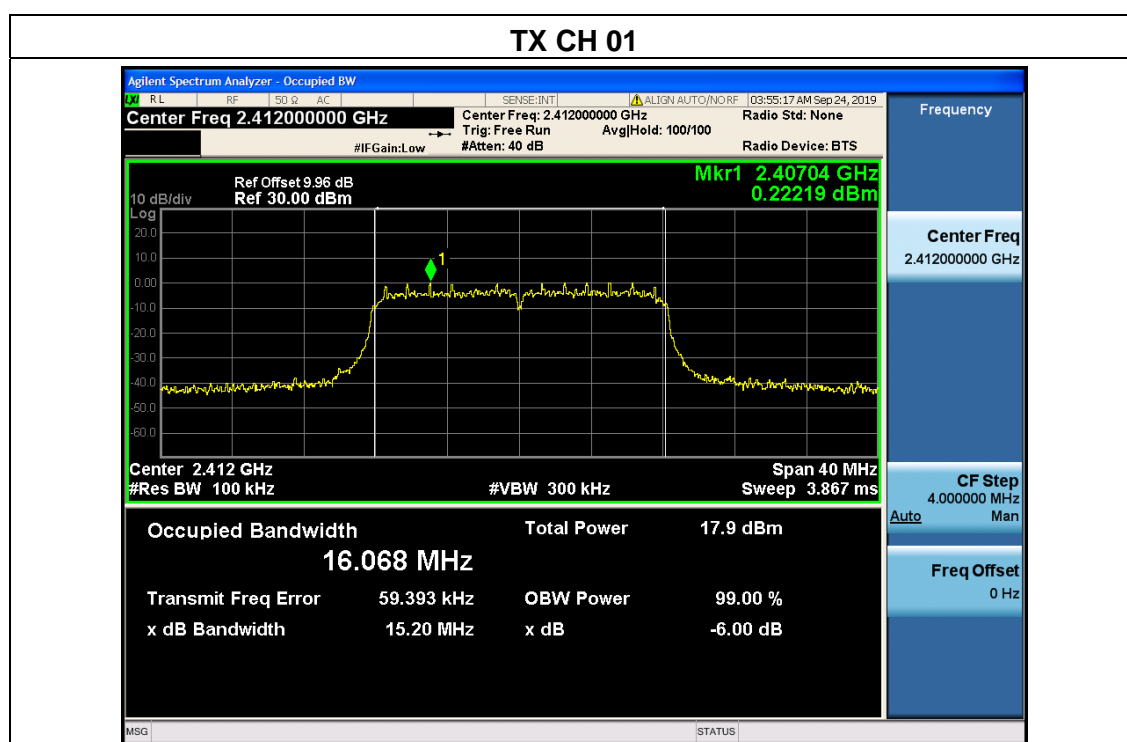 TX CH 01
Agilent Spectrum Analyzer - Occupied BW
LXI RL RF 50 Ω AC SENSE:INT ALIGN AUTO/NO RF 03:55:17 AM Sep 24, 2019
Center Freq 2.412000000 GHz Center Freq: 2.412000000 GHz Radio Std: None
Trig: Free Run Avg|Hold: 100/100
#IFGain:Low #Atten: 40 dB Radio Device: BTS
Frequency
Mkr1 2.40704 GHz
0.22219 dBm
Ref Offset 9.96 dB
10 dB/div Ref 30.00 dBm
Log
20.0
10.0
0.00
-10.0
-20.0
-30.0
-40.0
-50.0
-60.0
1
Center 2.412 GHz Span 40 MHz
#Res BW 100 kHz #VBW 300 kHz Sweep 3.867 ms
Center Freq
2.412000000 GHz
CF Step
4.000000 MHz
Auto Man
Freq Offset
0 Hz
Occupied Bandwidth Total Power 17.9 dBm
16.068 MHz
Transmit Freq Error 59.393 kHz OBW Power 99.00 %
x dB Bandwidth 15.20 MHz x dB -6.00 dB
MSG STATUS